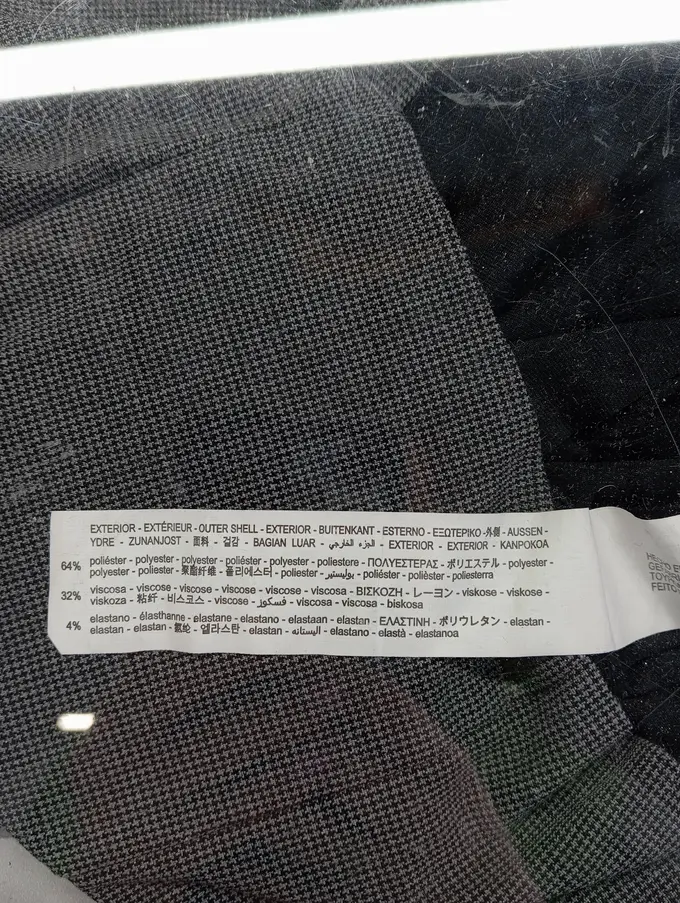 EXTERIOR - EXTÉRIEUR - OUTER SHELL - EXTERIOR - BUITENKANT - ESTERNO - ΕΞΩΤΕΡΙΚΟ -外側 - AUSSEN -
YDRE - ZUNANJOST - 面料 - 겉감 - BAGIAN LUAR - الجزء الخارجي - EXTERIOR - EXTERIOR - KANPOKOA
64% poliéster - polyester - polyester - poliéster - polyester - poliestere - ΠΟΛΥΕΣΤΕΡΑΣ - ポリエステル - polyester -
polyester - poliester - 聚酯纤维 - 폴리에스터 - poliester - بوليستير - poliéster - polièster - poliesterra
32% viscosa - viscose - viscose - viscose - viscose - viscosa - ΒΙΣΚΟΖΗ - レーヨン - viskose - viskose -
viskoza - 粘纤 - 비스코스 - viscose - فسكوز - viscosa - viscosa - biskosa
4% elastano - élasthanne - elastane - elastano - elastaan - elastan - ΕΛΑΣΤΙΝΗ - ポリウレタン - elastan -
elastan - elastan - 氨纶 - 엘라스탄 - elastan - اليستانه - elastano - elastà - elastanoa